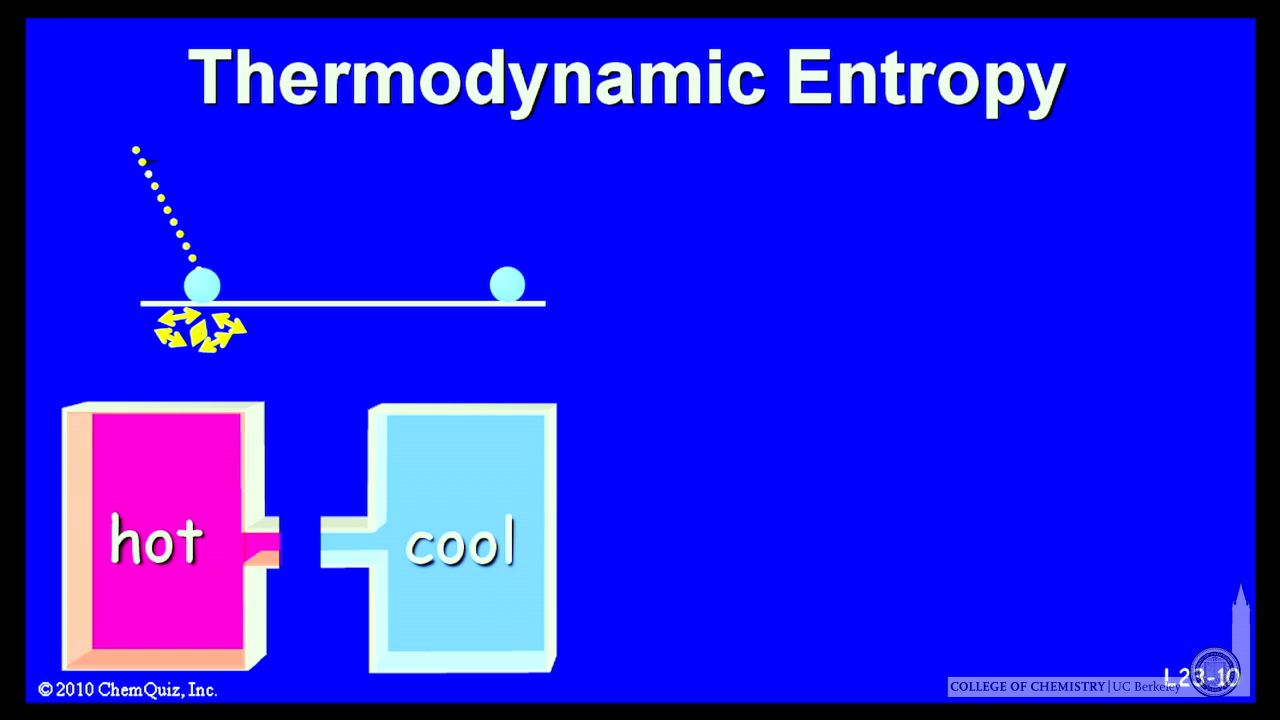 Thermodynamic Entropy
hot
cool
© 2010 ChemQuiz, Inc.
L23-10
COLLEGE OF CHEMISTRY | UC Berkeley